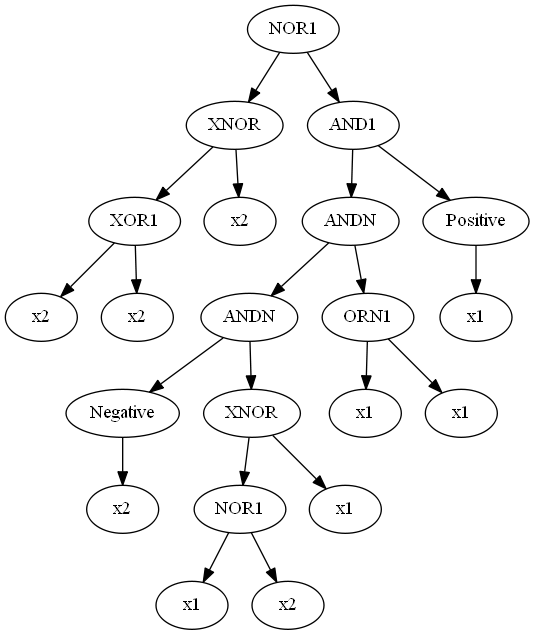 NOR1
XNOR
AND1
XOR1
x2
ANDN
Positive
x2
x2
ANDN
ORN1
x1
Negative
XNOR
x1
x1
x2
NOR1
x1
x1
x2